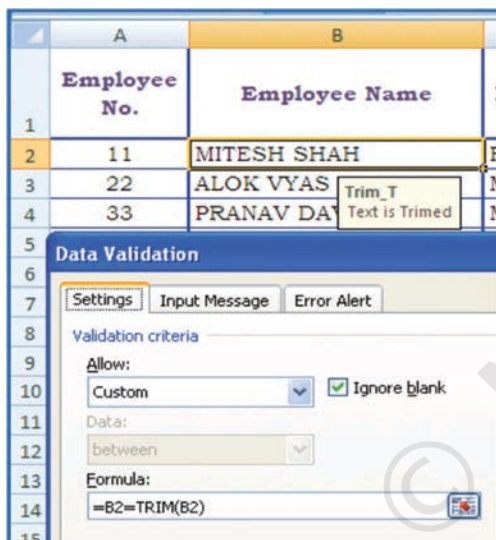 A B
Employee No. Employee Name
1
2 11 MITESH SHAH
3 22 ALOK VYAS
4 33 PRANAV
Trim_T
Text is Trimed
5
6
7
8
9
10
11
12
13
14
15
Data Validation
Settings Input Message Error Alert
Validation criteria
Allow:
Custom Ignore blank
Data:
between
Formula:
=B2=TRIM(B2)
©